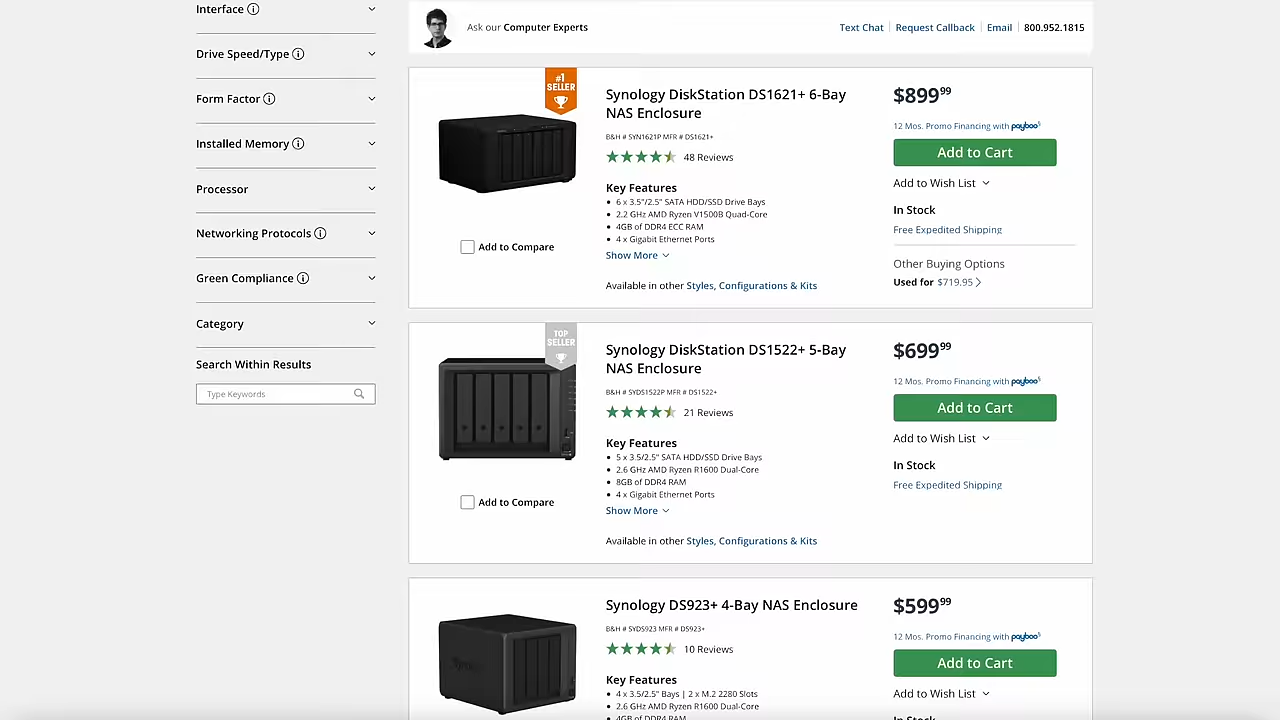 Interface
Drive Speed/Type
Form Factor
Installed Memory
Processor
Networking Protocols
Green Compliance
Category
Search Within Results
Type Keywords
Ask our Computer Experts
Text Chat
Request Callback
Email
800.952.1815
#1
SELLER
Add to Compare
Synology DiskStation DS1621+ 6-Bay
NAS Enclosure
B&H # SYN1621P MFR # DS1621+
48 Reviews
Key Features
6 x 3.5"/2.5" SATA HDD/SSD Drive Bays
2.2 GHz AMD Ryzen V1500B Quad-Core
4GB of DDR4 ECC RAM
4 x Gigabit Ethernet Ports
Show More
Available in other Styles, Configurations & Kits
$899.99
12 Mos. Promo Financing with payboo§
Add to Cart
Add to Wish List
In Stock
Free Expedited Shipping
Other Buying Options
Used for $719.95
TOP
SELLER
Add to Compare
Synology DiskStation DS1522+ 5-Bay
NAS Enclosure
B&H # SYDS1522P MFR # DS1522+
21 Reviews
Key Features
5 x 3.5/2.5" SATA HDD/SSD Drive Bays
2.6 GHz AMD Ryzen R1600 Dual-Core
8GB of DDR4 RAM
4 x Gigabit Ethernet Ports
Show More
Available in other Styles, Configurations & Kits
$699.99
12 Mos. Promo Financing with payboo§
Add to Cart
Add to Wish List
In Stock
Free Expedited Shipping
Synology DS923+ 4-Bay NAS Enclosure
B&H # SYDS923 MFR # DS923+
10 Reviews
Key Features
4 x 3.5/2.5" Bays | 2 x M.2 2280 Slots
2.6 GHz AMD Ryzen R1600 Dual-Core
4GB of DDR4 RAM
$599.99
12 Mos. Promo Financing with payboo§
Add to Cart
Add to Wish List
In Stock